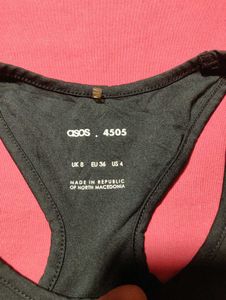 asos . 4505
UK 8 EU 36 US 4
MADE IN REPUBLIC
OF NORTH MACEDONIA